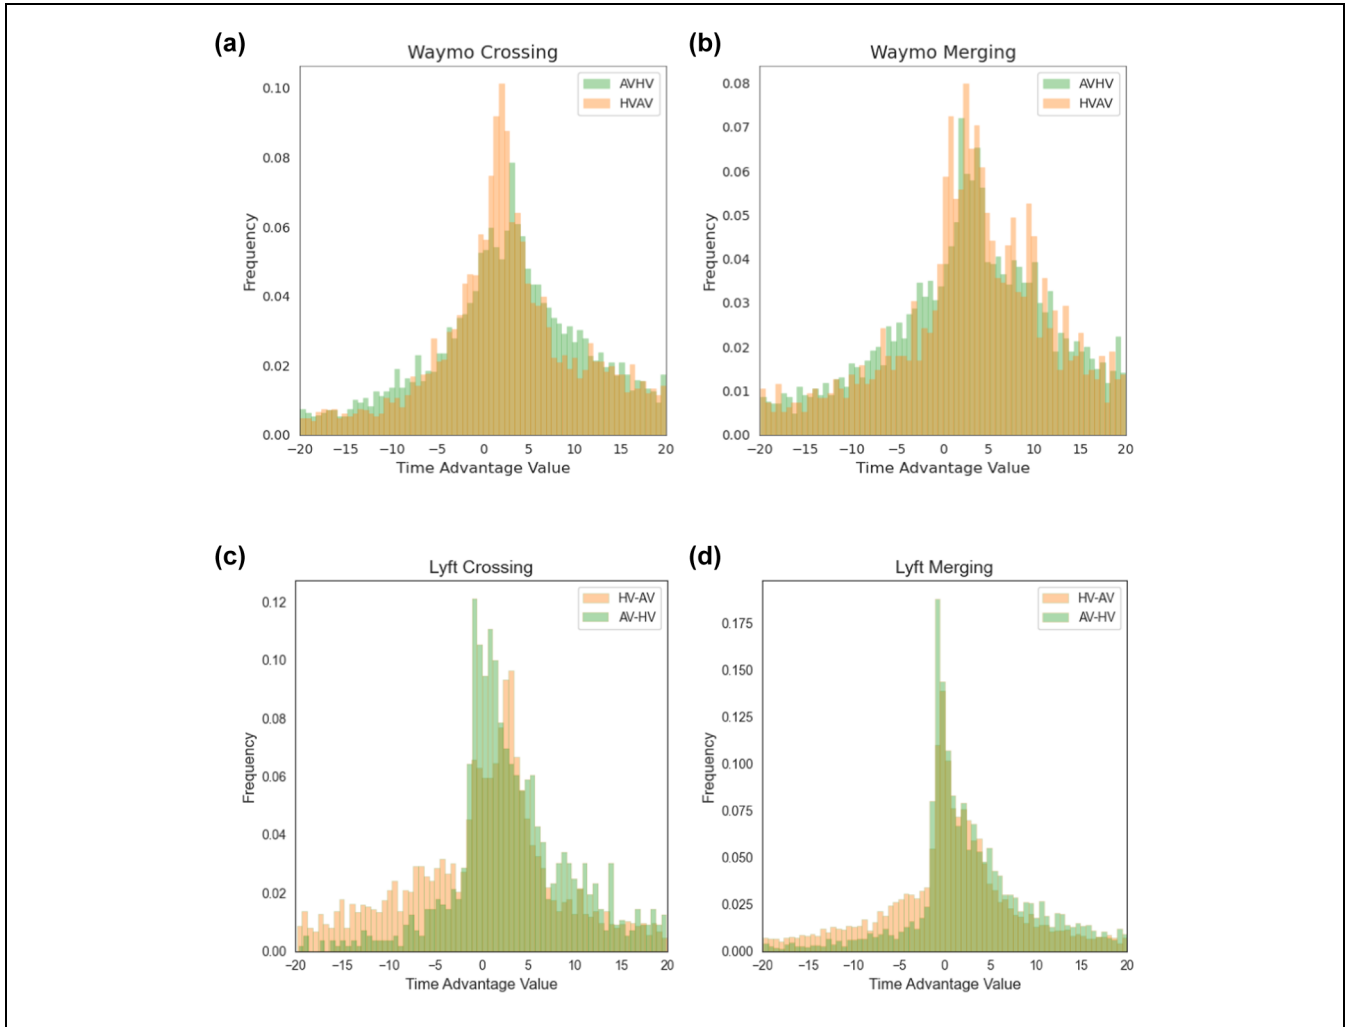 (a)
Waymo Crossing
AVHV
HVAV
0.10
0.08
0.06
0.04
0.02
0.00
Frequency
−20 −15 −10 −5 0 5 10 15 20
Time Advantage Value
(b)
Waymo Merging
AVHV
HVAV
0.08
0.07
0.06
0.05
0.04
0.03
0.02
0.01
0.00
Frequency
−20 −15 −10 −5 0 5 10 15 20
Time Advantage Value
(c)
Lyft Crossing
HV-AV
AV-HV
0.12
0.10
0.08
0.06
0.04
0.02
0.00
Frequency
−20 −15 −10 −5 0 5 10 15 20
Time Advantage Value
(d)
Lyft Merging
HV-AV
AV-HV
0.175
0.150
0.125
0.100
0.075
0.050
0.025
0.000
Frequency
−20 −15 −10 −5 0 5 10 15 20
Time Advantage Value